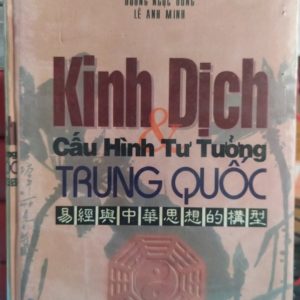 DƯƠNG NGỌC DŨNG
LÊ ANH MINH
Kinh Dịch
&
Cấu Hình Tư Tưởng
TRUNG QUỐC
易經與中華思想的構型